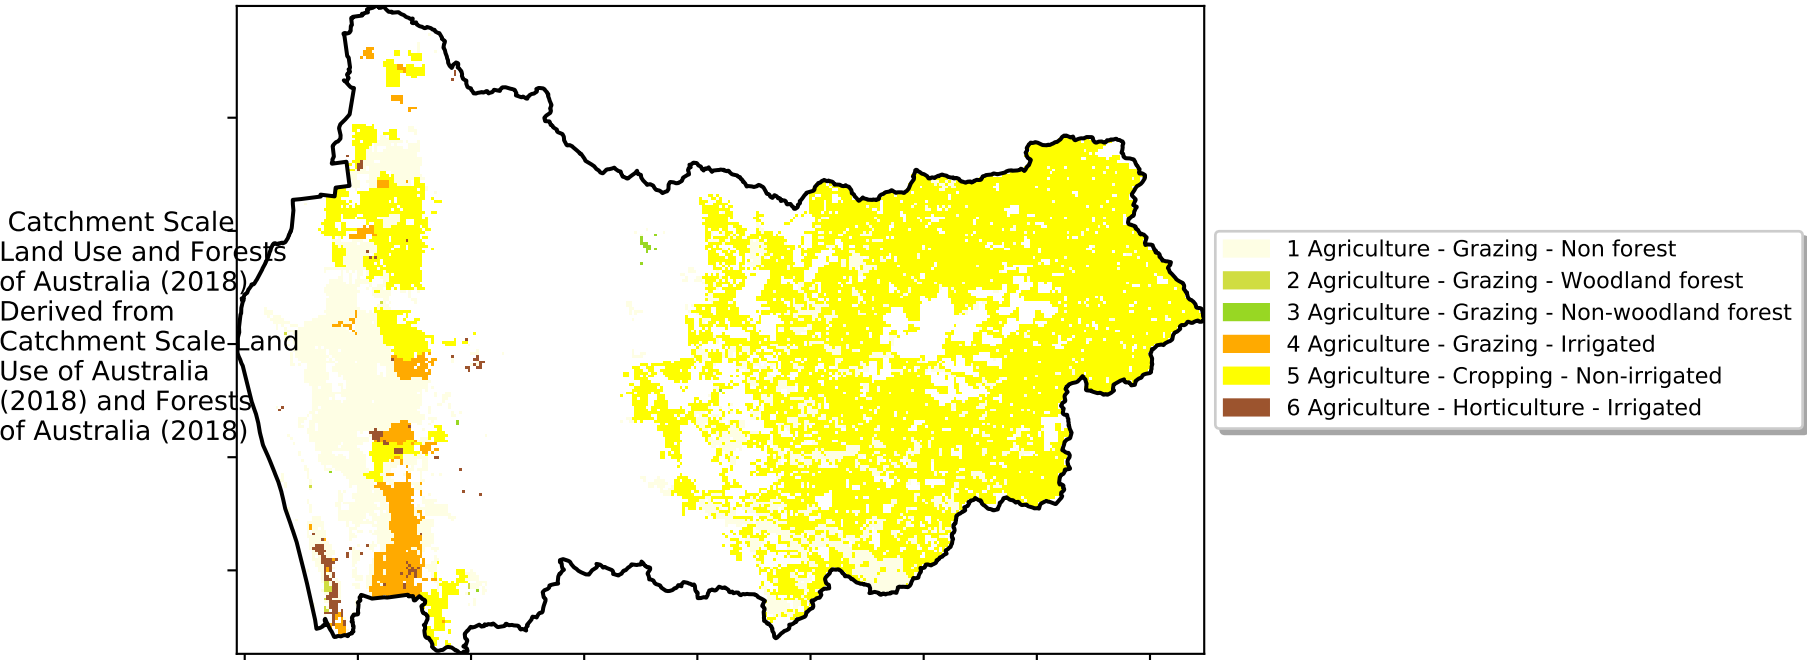 Catchment Scale
Land Use and Forests
of Australia (2018)
Derived from
Catchment Scale Land
Use of Australia
(2018) and Forests
of Australia (2018)
1 Agriculture - Grazing - Non forest
2 Agriculture - Grazing - Woodland forest
3 Agriculture - Grazing - Non-woodland forest
4 Agriculture - Grazing - Irrigated
5 Agriculture - Cropping - Non-irrigated
6 Agriculture - Horticulture - Irrigated